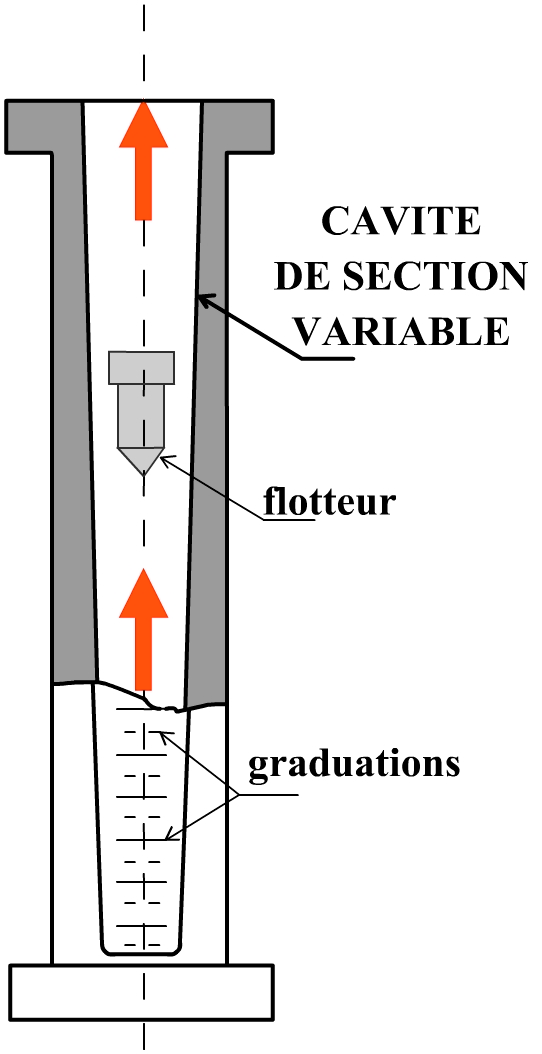 CAVITE
DE SECTION
VARIABLE
flotteur
graduations